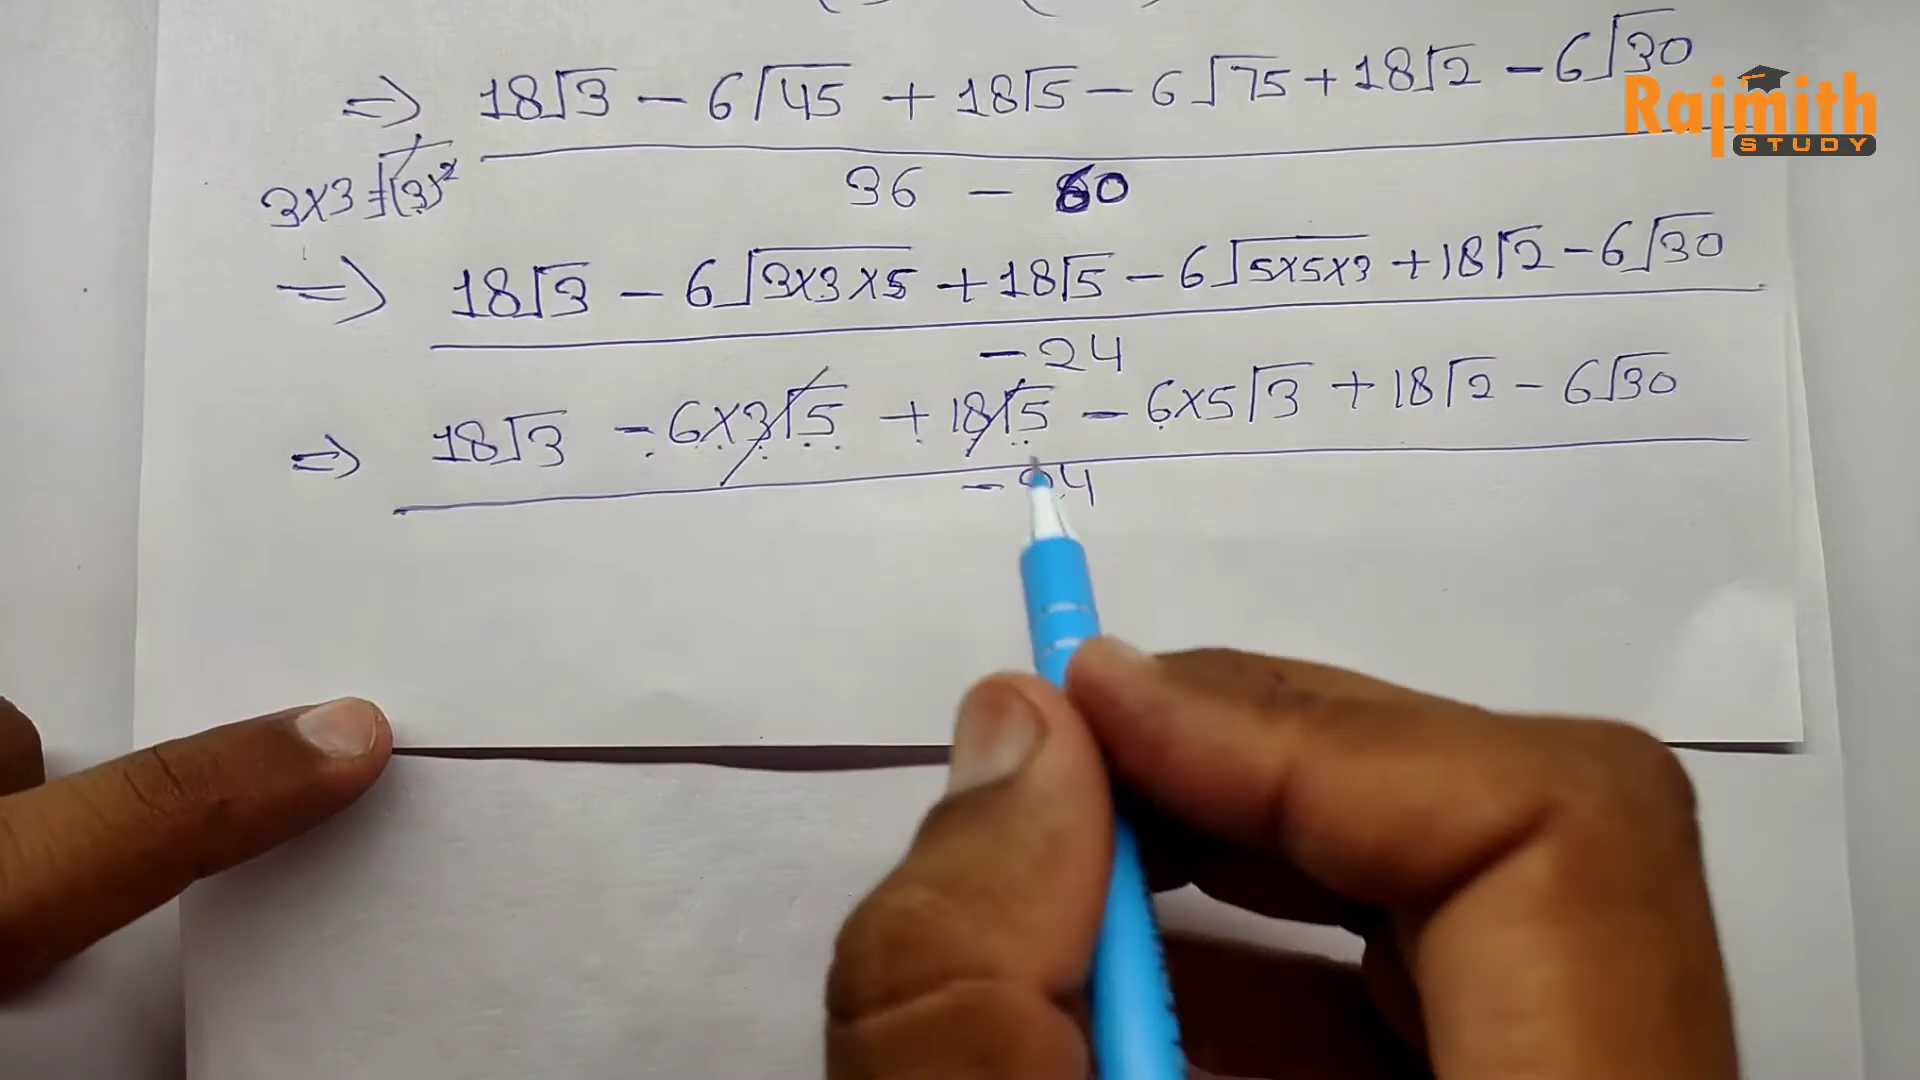 ⇒ 18√3 − 6√45 + 18√5 − 6√75 + 18√2 − 6√30
Rajmith
STUDY
36 − 60
3×3 = √(3)²
⇒ 18√3 − 6√3×3×5 + 18√5 − 6√5×5×3 + 18√2 − 6√30
−24
⇒ 18√3 − 6×3√5 + 18√5 − 6×5√3 + 18√2 − 6√30
−24